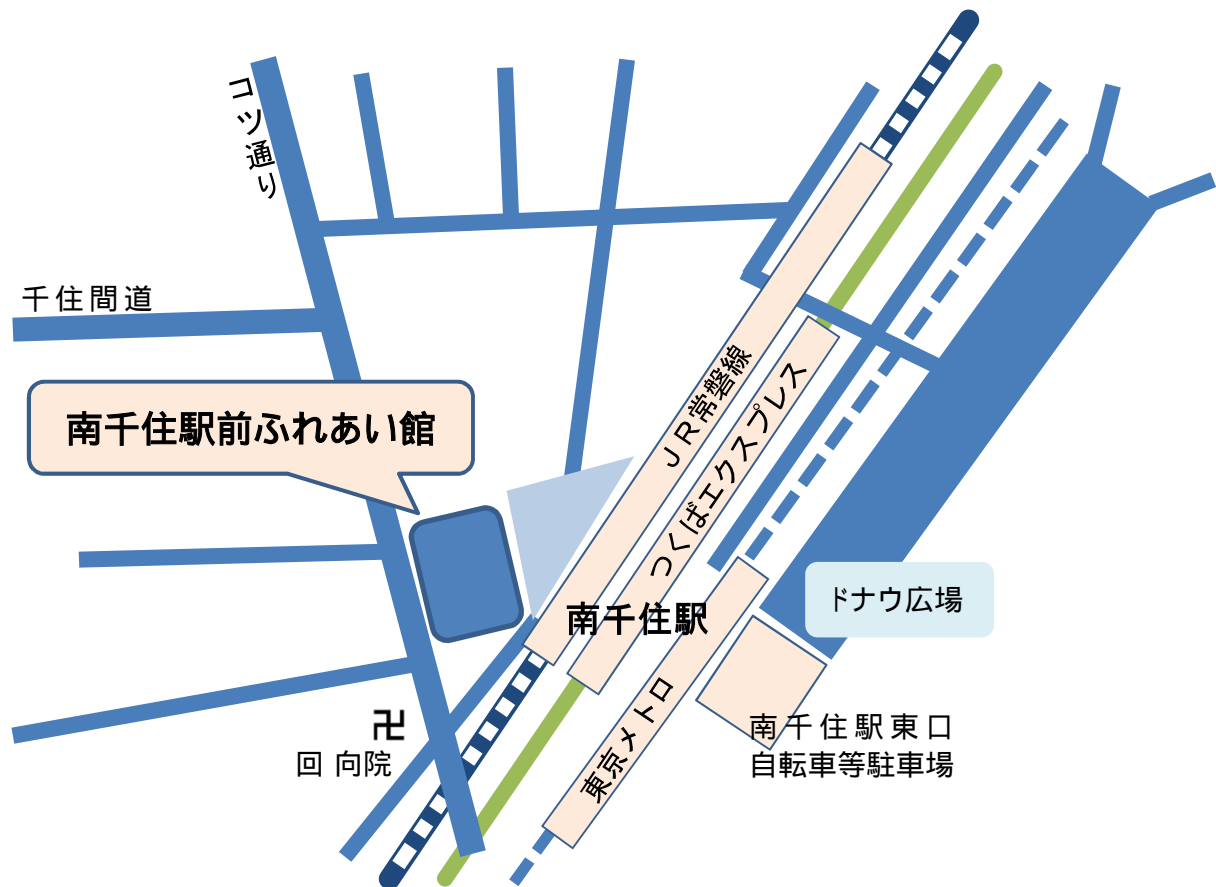 コツ通り
千住間道
南千住駅前ふれあい館
JR常磐線
つくばエクスプレス
南千住駅
ドナウ広場
東京メトロ
卍
回向院
南千住駅東口
自転車等駐車場